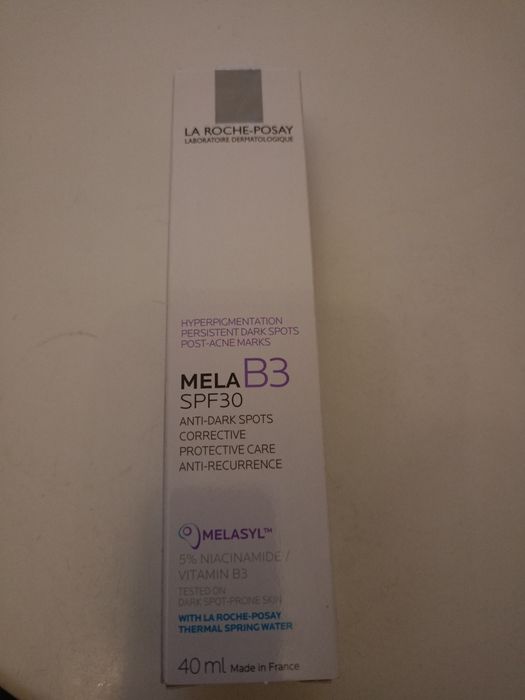 LA ROCHE-POSAY
LABORATOIRE DERMATOLOGIQUE
HYPERPIGMENTATION
PERSISTENT DARK SPOTS
POST-ACNE MARKS
MELA B3
SPF30
ANTI-DARK SPOTS
CORRECTIVE
PROTECTIVE CARE
ANTI-RECURRENCE
MELASYL™
5% NIACINAMIDE /
VITAMIN B3
TESTED ON
DARK SPOT-PRONE SKIN
WITH LA ROCHE-POSAY
THERMAL SPRING WATER
40 ml Made in France